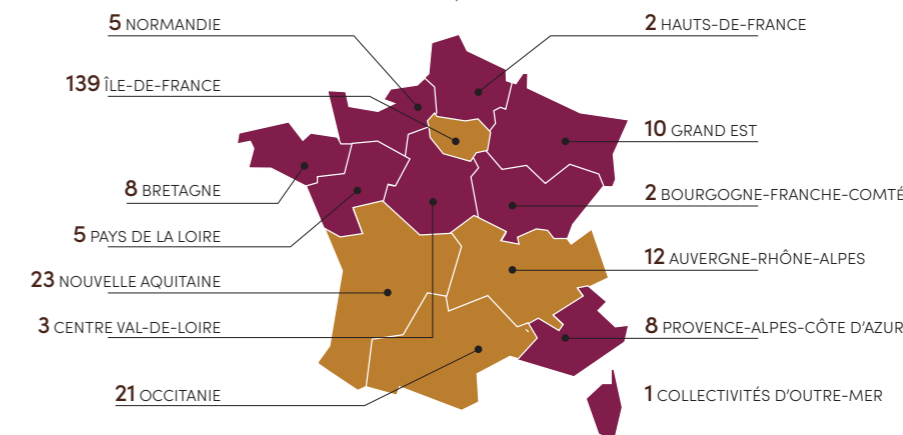 5 NORMANDIE
139 ÎLE-DE-FRANCE
8 BRETAGNE
5 PAYS DE LA LOIRE
23 NOUVELLE AQUITAINE
3 CENTRE VAL-DE-LOIRE
21 OCCITANIE
2 HAUTS-DE-FRANCE
10 GRAND EST
2 BOURGOGNE-FRANCHE-COMTÉ
12 AUVERGNE-RHÔNE-ALPES
8 PROVENCE-ALPES-CÔTE D'AZUR
1 COLLECTIVITÉS D'OUTRE-MER